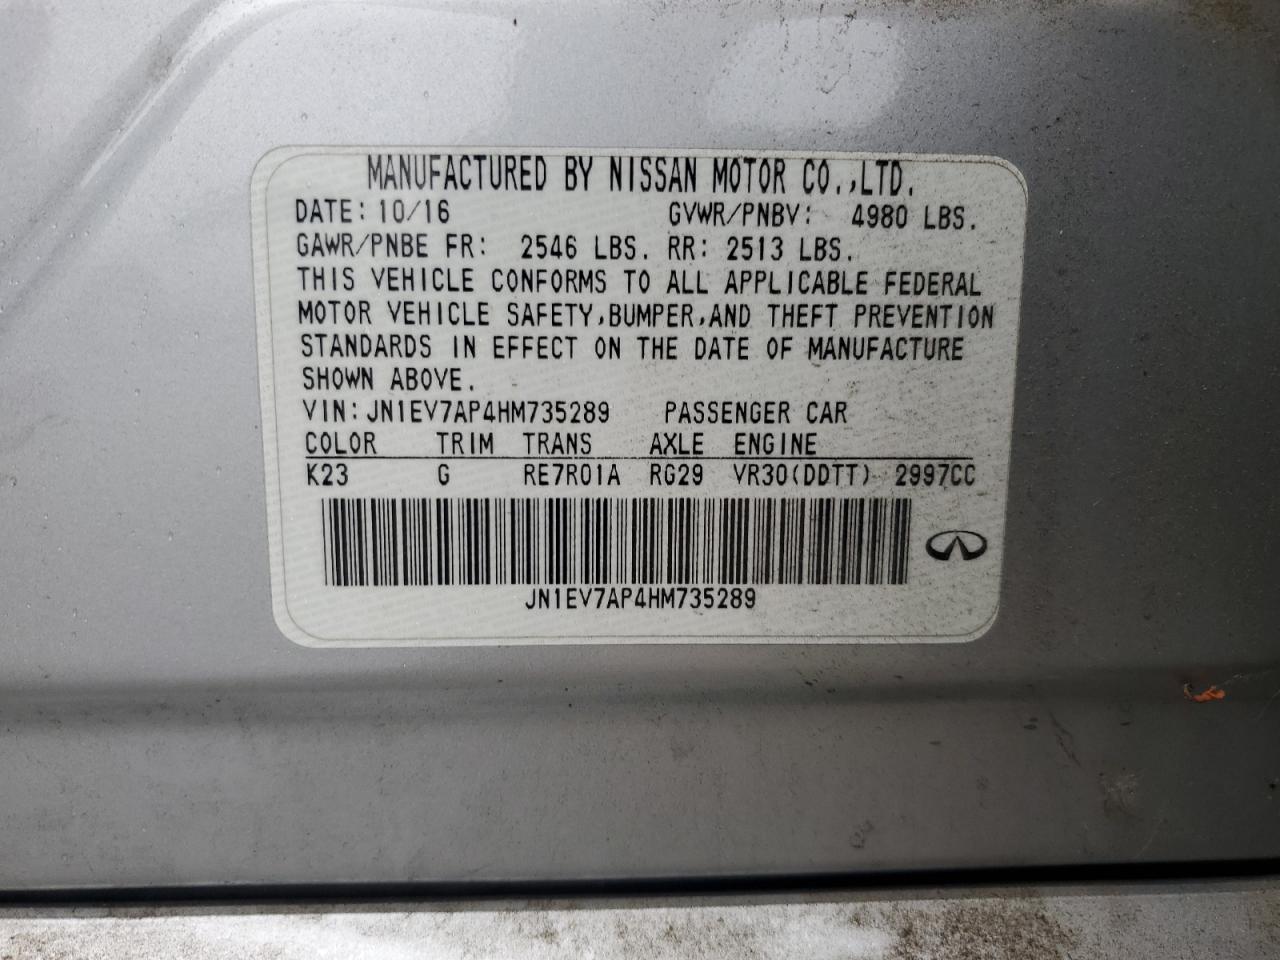 MANUFACTURED BY NISSAN MOTOR CO.,LTD.
DATE: 10/16 GVWR/PNBV: 4980 LBS.
GAWR/PNBE FR: 2546 LBS. RR: 2513 LBS.
THIS VEHICLE CONFORMS TO ALL APPLICABLE FEDERAL
MOTOR VEHICLE SAFETY,BUMPER,AND THEFT PREVENTION
STANDARDS IN EFFECT ON THE DATE OF MANUFACTURE
SHOWN ABOVE.
VIN: JN1EV7AP4HM735289 PASSENGER CAR
COLOR TRIM TRANS AXLE ENGINE
K23 G RE7R01A RG29 VR30(DDTT) 2997CC
JN1EV7AP4HM735289